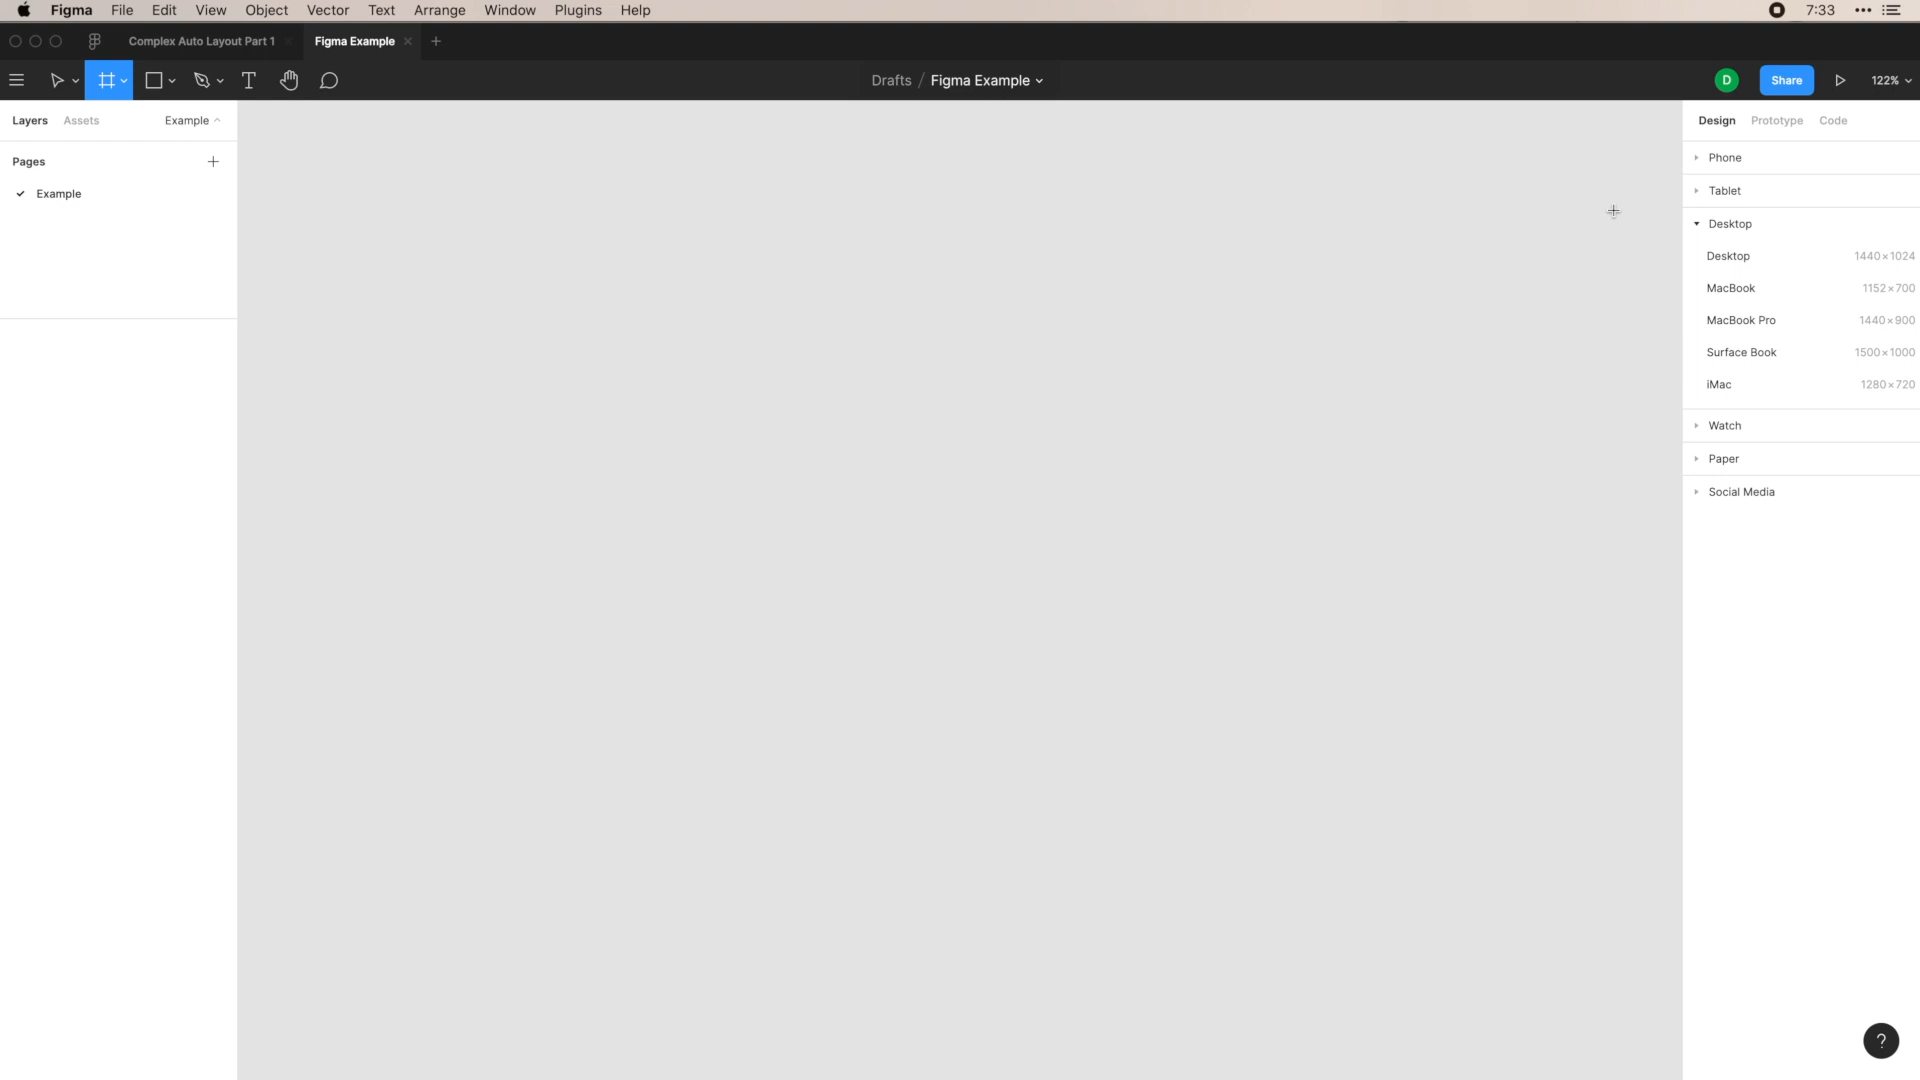 Figma File Edit View Object Vector Text Arrange Window Plugins Help 7:33
Complex Auto Layout Part 1 Figma Example
Drafts / Figma Example D Share 122%
Layers Assets Example
Pages
Example
Design Prototype Code
Phone
Tablet
Desktop
Desktop 1440×1024
MacBook 1152×700
MacBook Pro 1440×900
Surface Book 1500×1000
iMac 1280×720
Watch
Paper
Social Media
?